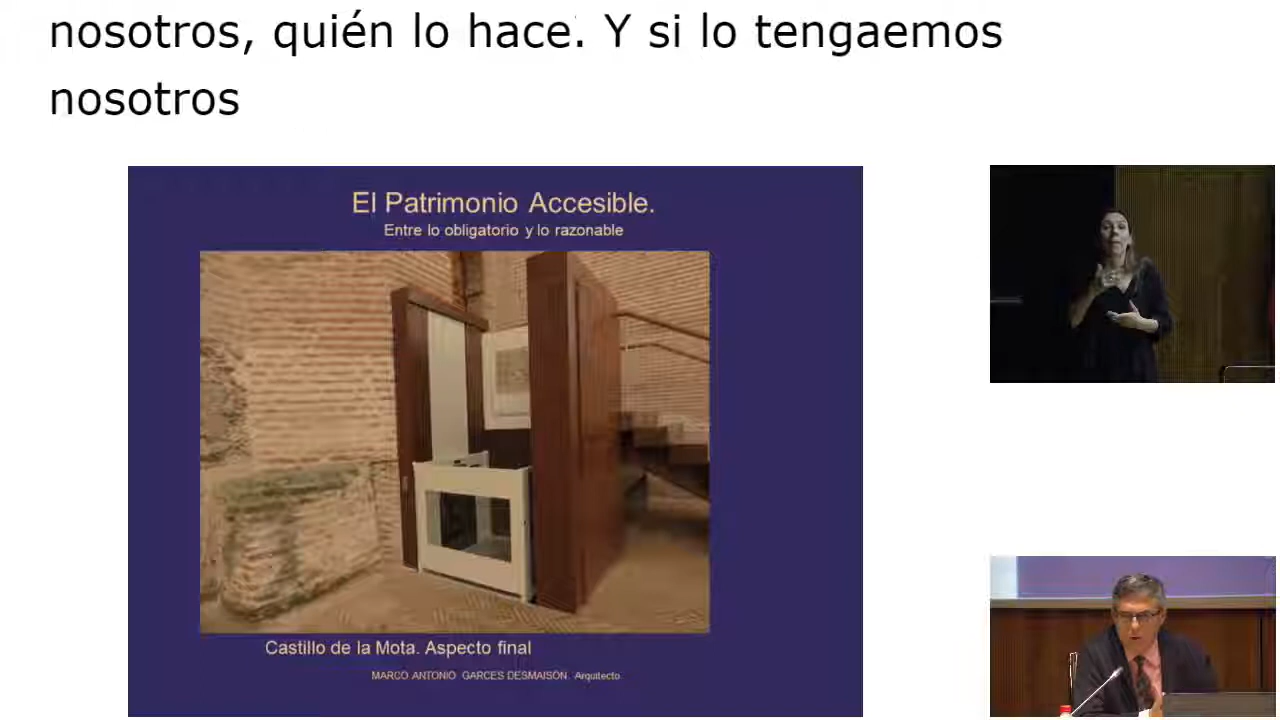 nosotros, quién lo hace. Y si lo tengaemos
nosotros
El Patrimonio Accesible.
Entre lo obligatorio y lo razonable
Castillo de la Mota. Aspecto final
MARCO ANTONIO GARCES DESMAISON. Arquitecto